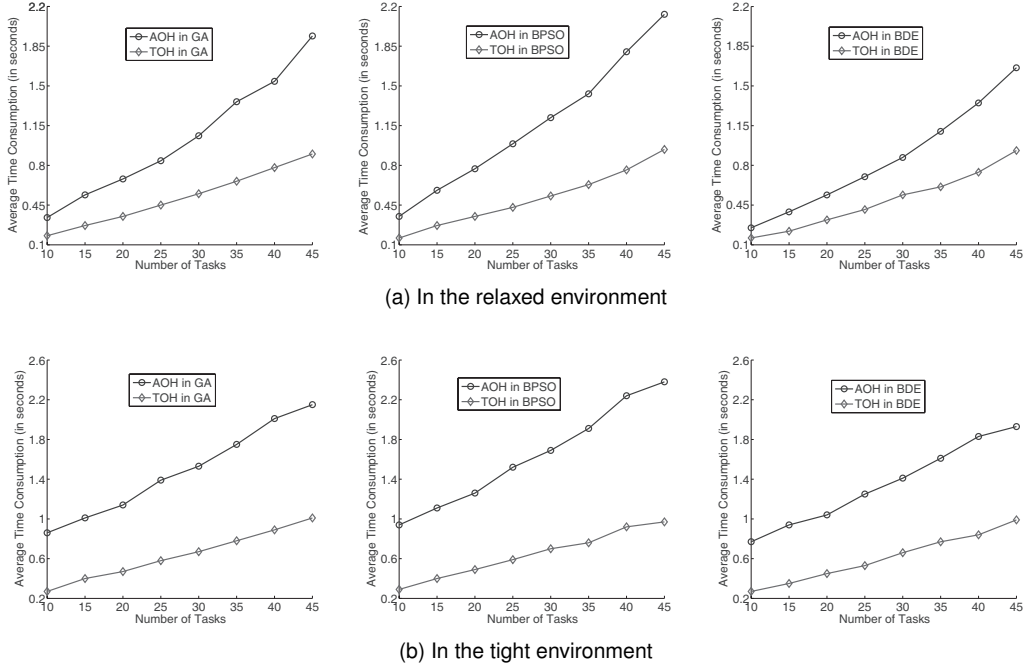 2.2
1.85
1.5
1.15
0.8
0.45
0.1
Average Time Consumption (in seconds)
AOH in GA
TOH in GA
10 15 20 25 30 35 40 45
Number of Tasks
2.2
1.85
1.5
1.15
0.8
0.45
0.1
Average Time Consumption (in seconds)
AOH in BPSO
TOH in BPSO
10 15 20 25 30 35 40 45
Number of Tasks
2.2
1.85
1.5
1.15
0.8
0.45
0.1
Average Time Consumption (in seconds)
AOH in BDE
TOH in BDE
10 15 20 25 30 35 40 45
Number of Tasks
(a) In the relaxed environment
2.6
2.2
1.8
1.4
1
0.6
0.2
Average Time Consumption (in seconds)
AOH in GA
TOH in GA
10 15 20 25 30 35 40 45
Number of Tasks
2.6
2.2
1.8
1.4
1
0.6
0.2
Average Time Consumption (in seconds)
AOH in BPSO
TOH in BPSO
10 15 20 25 30 35 40 45
Number of Tasks
2.6
2.2
1.8
1.4
1
0.6
0.2
Average Time Consumption (in seconds)
AOH in BDE
TOH in BDE
10 15 20 25 30 35 40 45
Number of Tasks
(b) In the tight environment